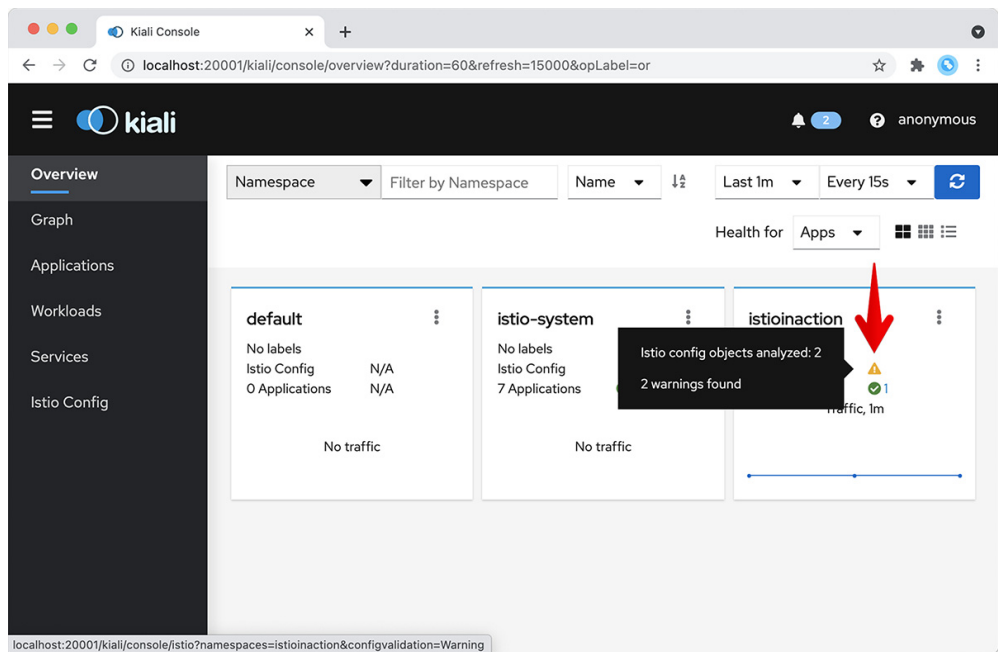 Kiali Console
localhost:20001/kiali/console/overview?duration=60&refresh=15000&opLabel=or
kiali
2
anonymous
Overview
Graph
Applications
Workloads
Services
Istio Config
Namespace
Filter by Namespace
Name
Last 1m
Every 15s
Health for
Apps
default
No labels
Istio Config N/A
0 Applications N/A
No traffic
istio-system
No labels
Istio Config
7 Applications
No traffic
istioinaction
Istio config objects analyzed: 2
2 warnings found
1
Traffic, 1m
localhost:20001/kiali/console/istio?namespaces=istioinaction&configvalidation=Warning